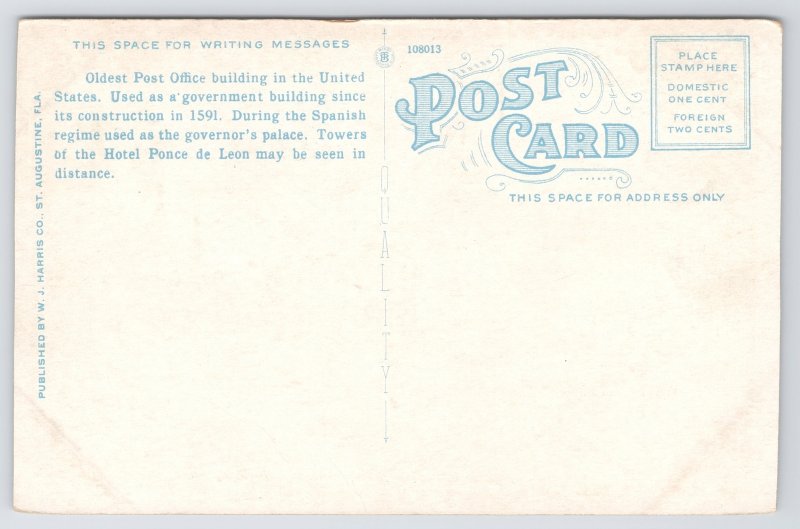 THIS SPACE FOR WRITING MESSAGES
Oldest Post Office building in the United
States. Used as a government building since
its construction in 1591. During the Spanish
regime used as the governor's palace. Towers
of the Hotel Ponce de Leon may be seen in
distance.
PUBLISHED BY W. J. HARRIS CO., ST. AUGUSTINE, FLA.
QUALITY
108013
POST
CARD
PLACE
STAMP HERE
DOMESTIC
ONE CENT
FOREIGN
TWO CENTS
THIS SPACE FOR ADDRESS ONLY